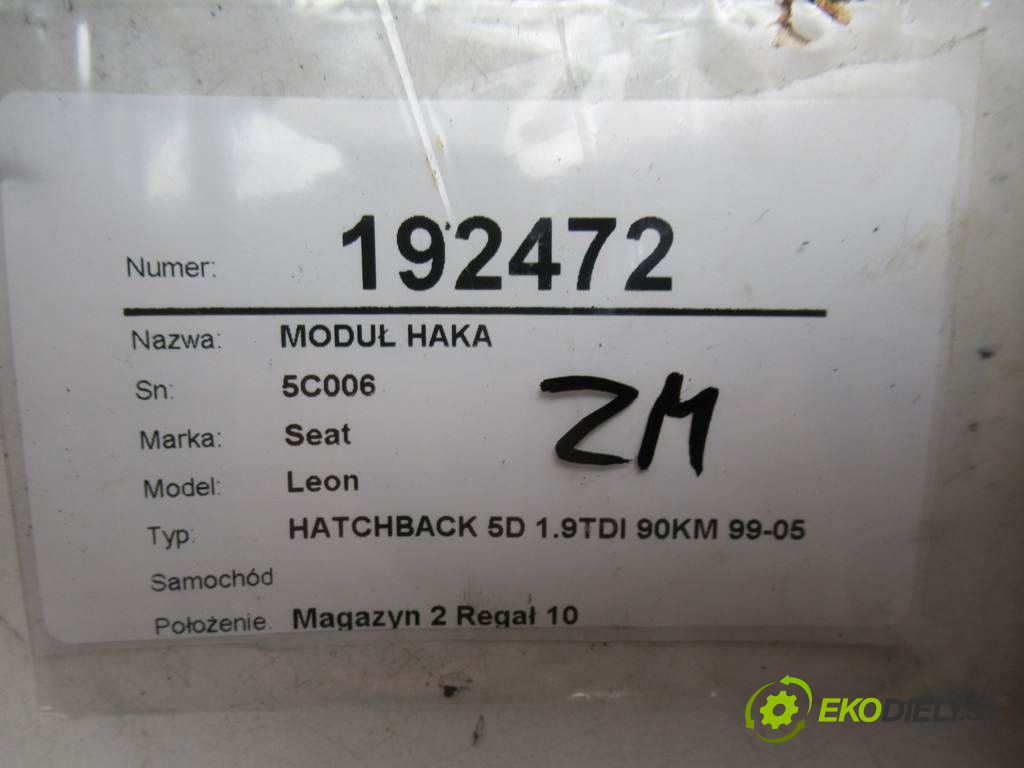 Numer: 192472
Nazwa: MODUŁ HAKA
Sn: 5C006
Marka: Seat
Model: Leon
ZM
Typ: HATCHBACK 5D 1.9TDI 90KM 99-05
Samochód
Położenie Magazyn 2 Regał 10
EKODIELY.SK